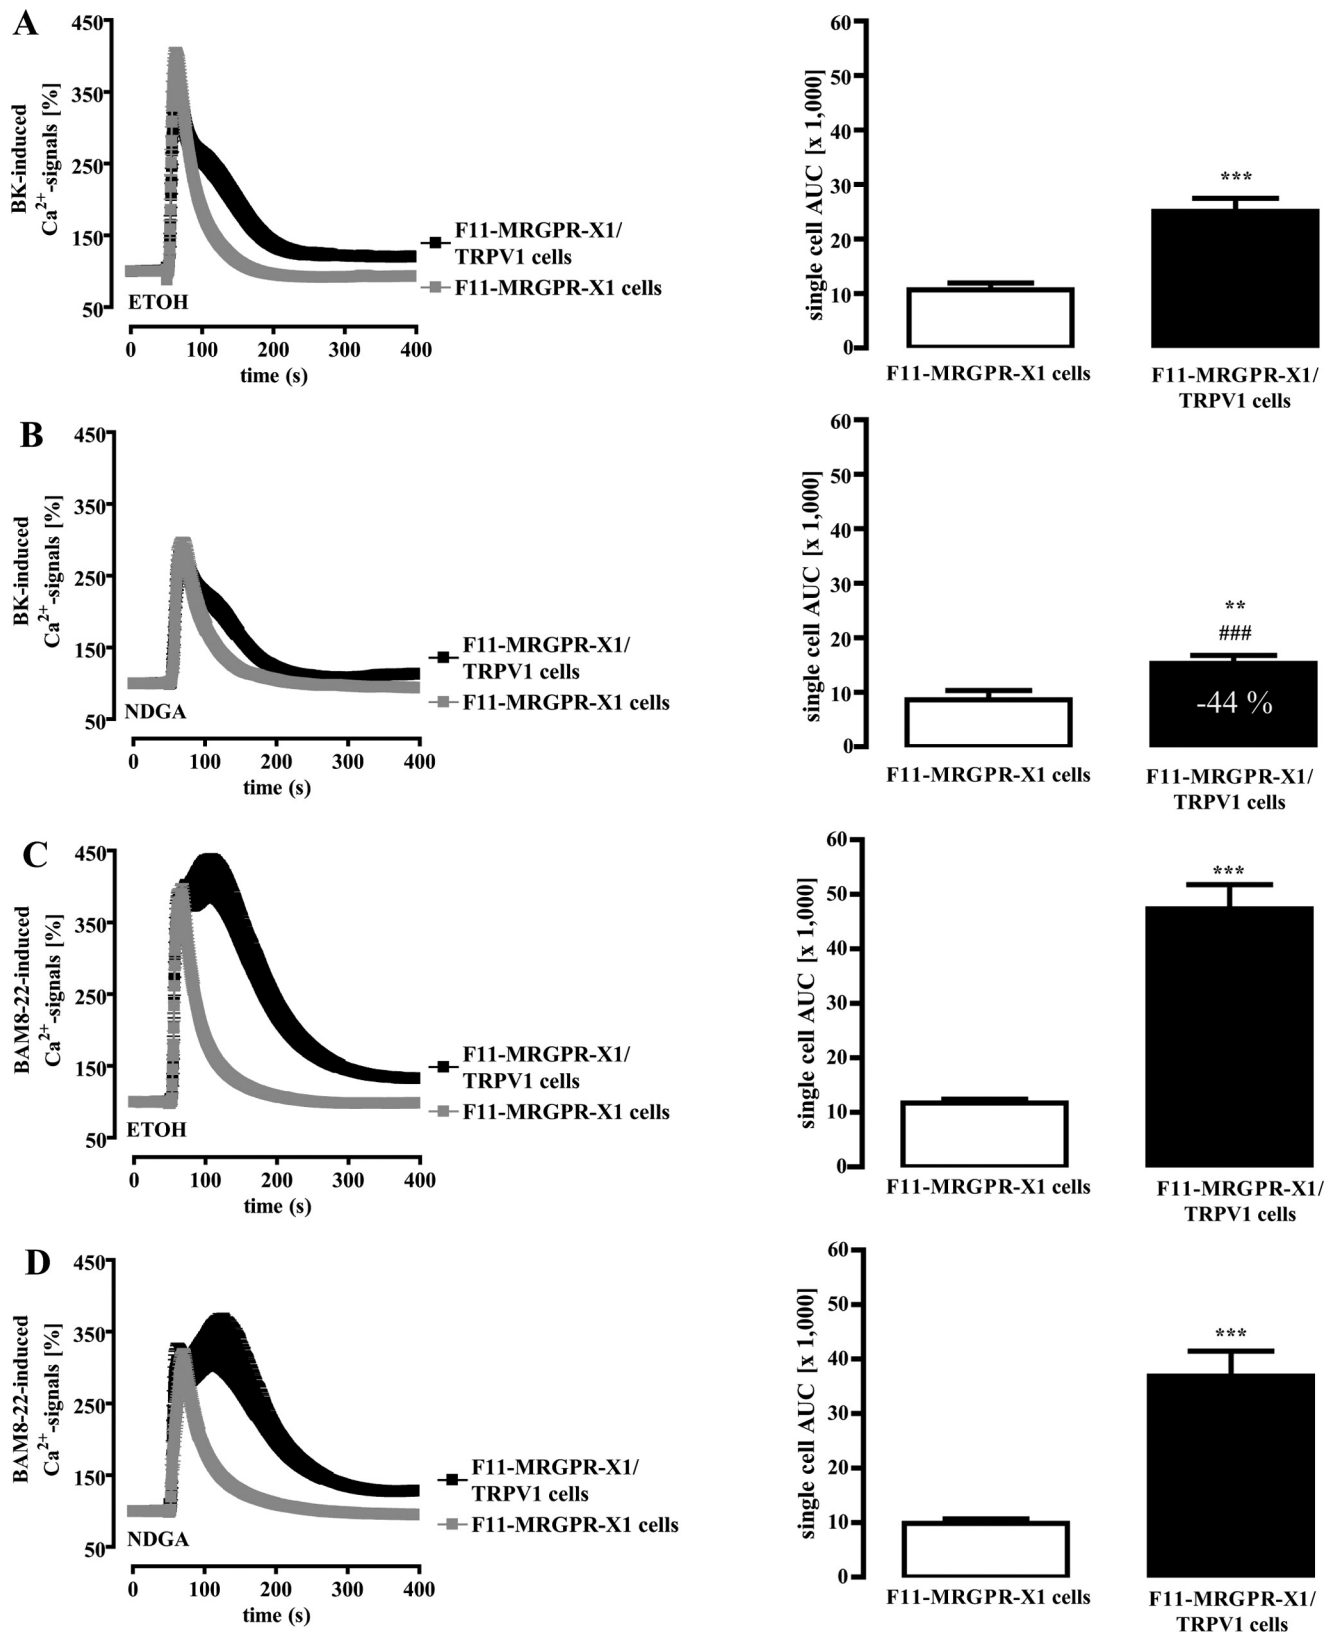 A
BK-induced
Ca2+-signals [%]
450
350
250
150
50
ETOH
0 100 200 300 400
time (s)
F11-MRGPR-X1/
TRPV1 cells
F11-MRGPR-X1 cells
single cell AUC [x 1,000]
60
50
40
30
20
10
0
***
F11-MRGPR-X1 cells
F11-MRGPR-X1/
TRPV1 cells
B
BK-induced
Ca2+-signals [%]
450
350
250
150
50
NDGA
0 100 200 300 400
time (s)
F11-MRGPR-X1/
TRPV1 cells
F11-MRGPR-X1 cells
single cell AUC [x 1,000]
60
50
40
30
20
10
0
**
###
-44 %
F11-MRGPR-X1 cells
F11-MRGPR-X1/
TRPV1 cells
C
BAM8-22-induced
Ca2+-signals [%]
450
350
250
150
50
ETOH
0 100 200 300 400
time (s)
F11-MRGPR-X1/
TRPV1 cells
F11-MRGPR-X1 cells
single cell AUC [x 1,000]
60
50
40
30
20
10
0
***
F11-MRGPR-X1 cells
F11-MRGPR-X1/
TRPV1 cells
D
BAM8-22-induced
Ca2+-signals [%]
450
350
250
150
50
NDGA
0 100 200 300 400
time (s)
F11-MRGPR-X1/
TRPV1 cells
F11-MRGPR-X1 cells
single cell AUC [x 1,000]
60
50
40
30
20
10
0
***
F11-MRGPR-X1 cells
F11-MRGPR-X1/
TRPV1 cells